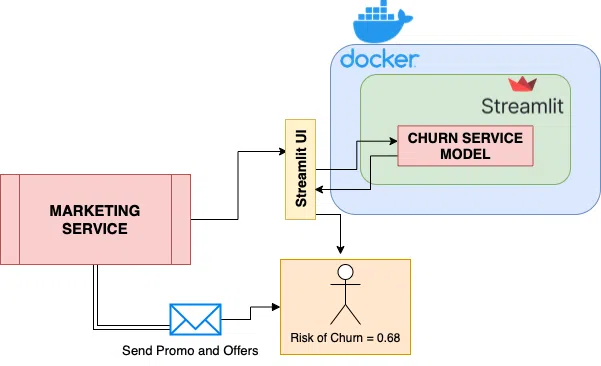 docker
Streamlit
CHURN SERVICE
MODEL
Streamlit UI
MARKETING
SERVICE
Risk of Churn = 0.68
Send Promo and Offers